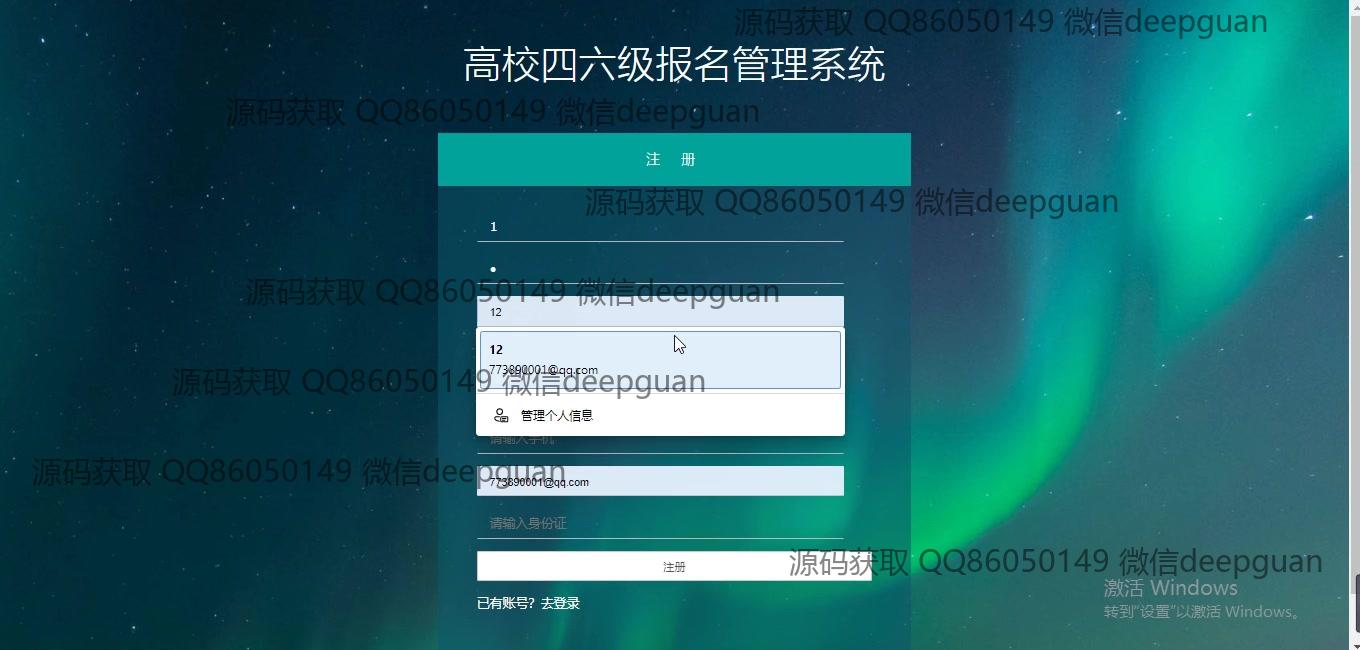 源码获取 QQ86050149 微信deepguan
高校四六级报名管理系统
源码获取 QQ86050149 微信deepguan
注 册
源码获取 QQ86050149 微信deepguan
1
•
源码获取 QQ86050149 微信deepguan
12
12
773890001@qq.com
源码获取 QQ86050149 微信deepguan
管理个人信息
请输入手机
源码获取 QQ86050149 微信deepguan
773890001@qq.com
请输入身份证
源码获取 QQ86050149 微信deepguan
注册
激活 Windows
已有账号？去登录
转到"设置"以激活 Windows。